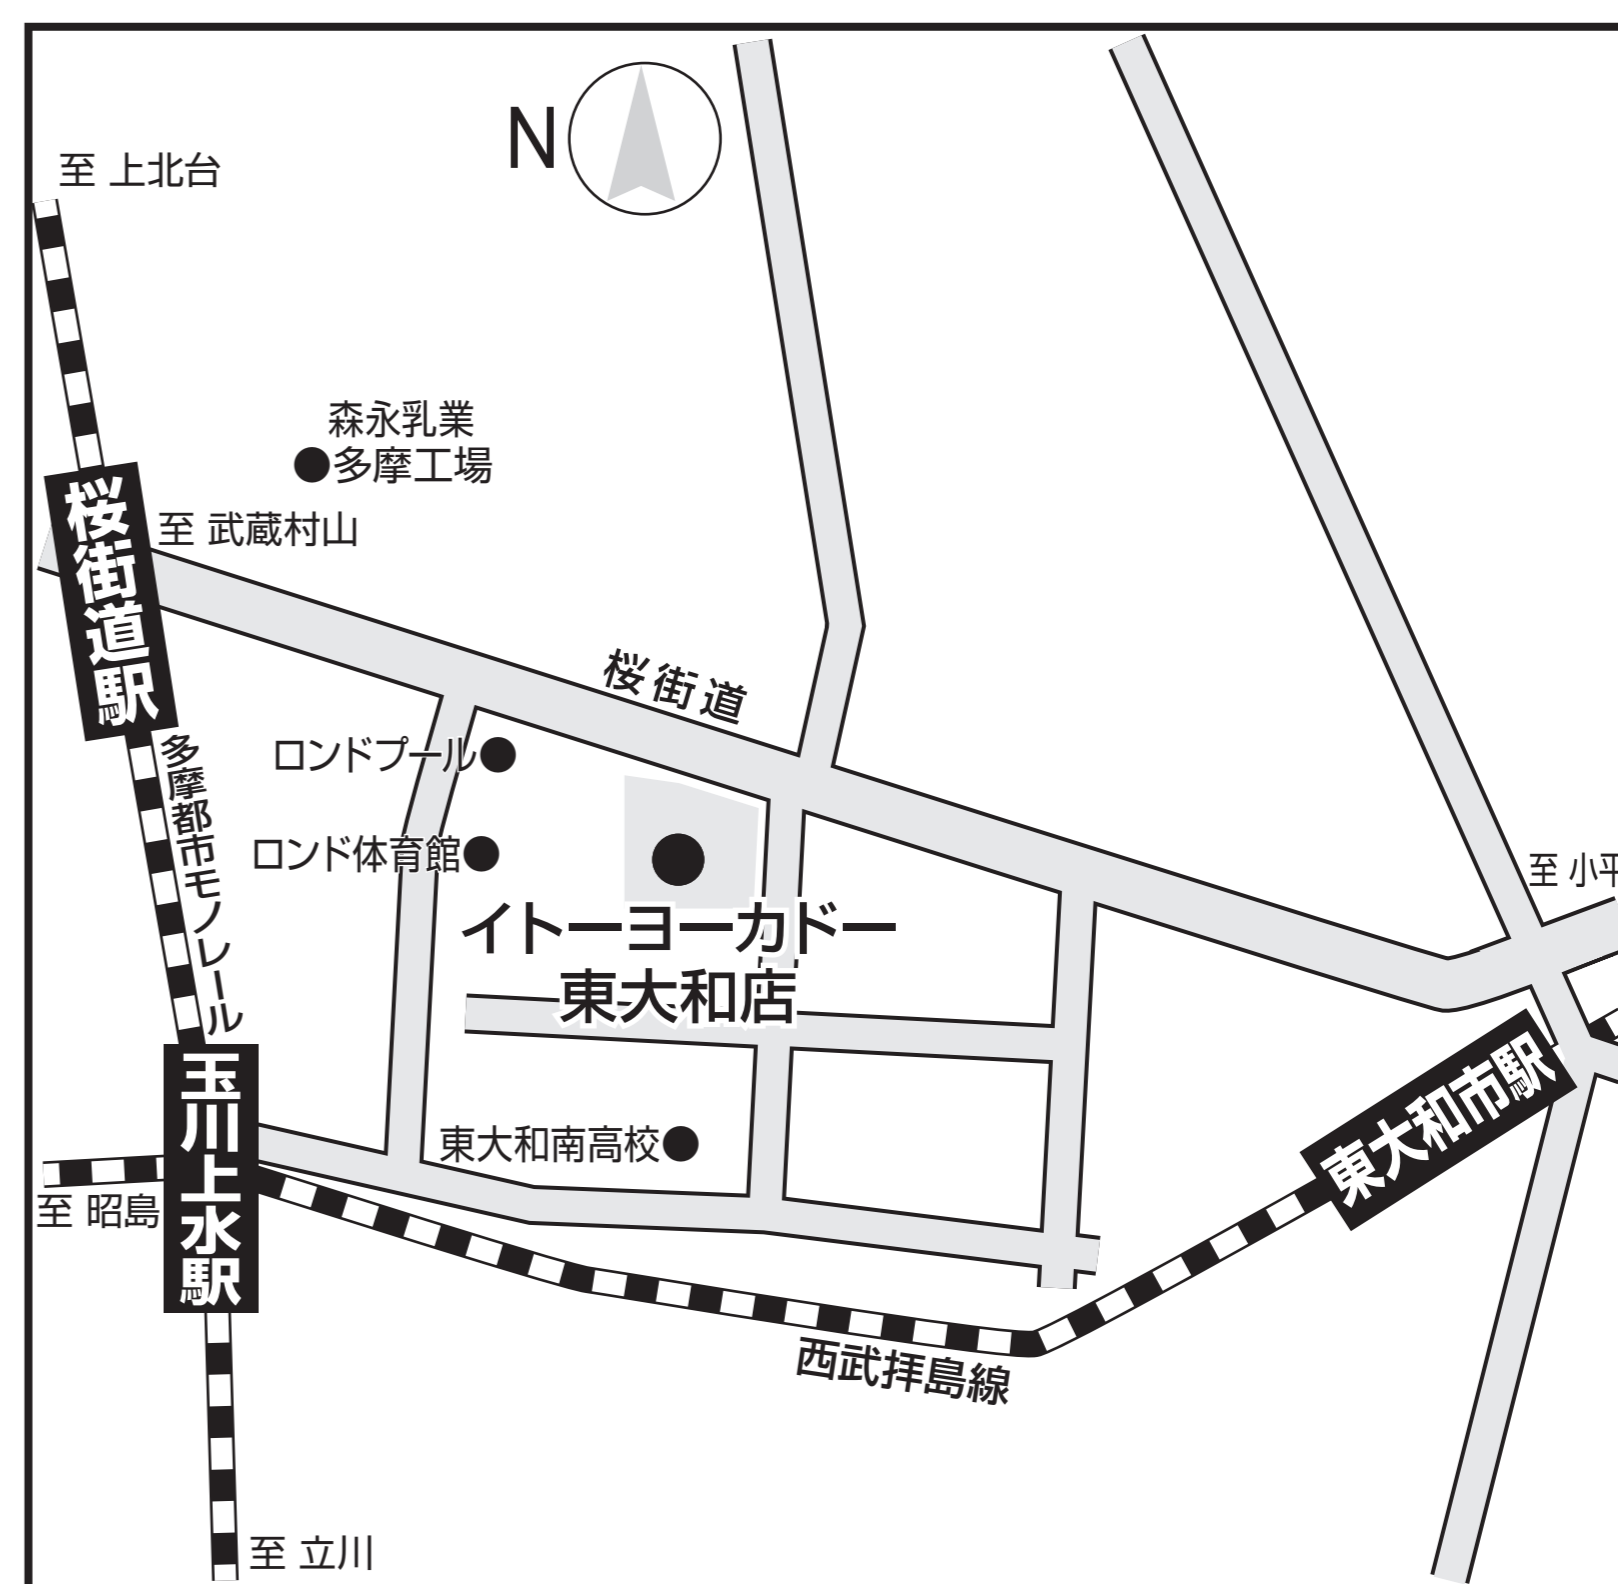 N
至 上北台
森永乳業
●多摩工場
桜街道駅
至 武蔵村山
桜街道
多摩都市モノレール
ロンドプール●
ロンド体育館●
至 小平
イトーヨーカドー
東大和店
東大和市駅
玉川上水駅
東大和南高校●
至 昭島
西武拝島線
至 立川